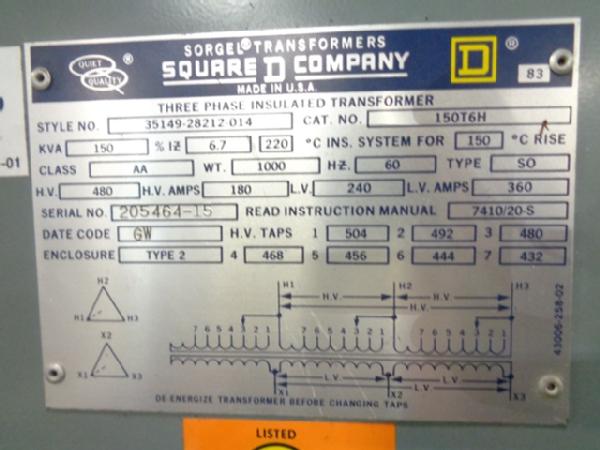 QUIET QUALITY ®
SORGEL® TRANSFORMERS
SQUARE D COMPANY
MADE IN U.S.A.
D ®
83
THREE PHASE INSULATED TRANSFORMER
STYLE NO. 35149-28212-014 CAT. NO. 150T6H
KVA 150 % IZ 6.7 220 °C INS. SYSTEM FOR 150 °C RISE
CLASS AA WT. 1000 HZ. 60 TYPE SO
H.V. 480 H.V. AMPS 180 L.V. 240 L.V. AMPS 360
SERIAL NO. 205464-15 READ INSTRUCTION MANUAL 7410/20-S
DATE CODE GW H.V. TAPS 1 504 2 492 3 480
ENCLOSURE TYPE 2 4 468 5 456 6 444 7 432
H2
H1 H3
X2
X1 X3
H1 H2 H3
H.V. H.V.
H.V. H.V.
7 6 5 4 3 2 1 7 6 5 4 3 2 1 7 6 5 4 3 2 1
L.V. L.V.
L.V. L.V.
X1 X2 X3
DE-ENERGIZE TRANSFORMER BEFORE CHANGING TAPS
43006-258-02
-01
LISTED